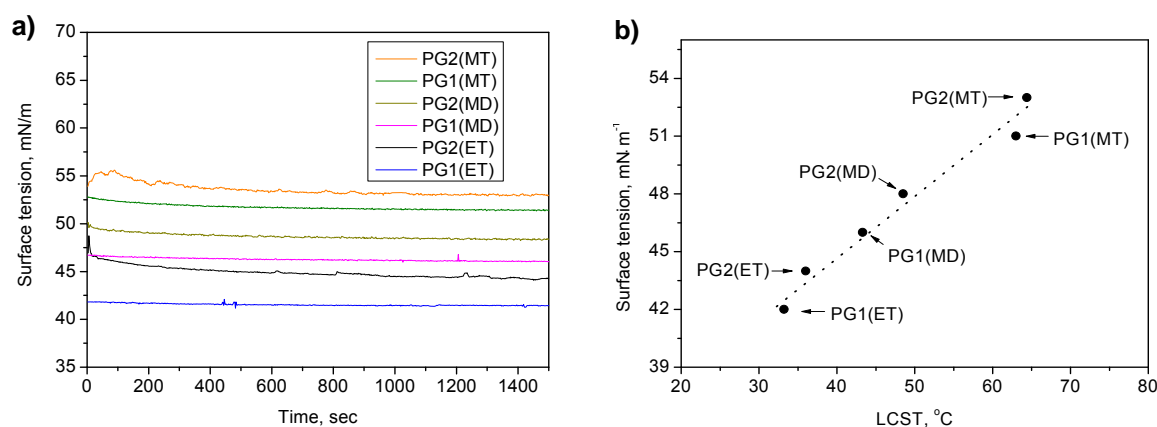 a)
70
65
60
55
50
45
40
35
Surface tension, mN/m
PG2(MT)
PG1(MT)
PG2(MD)
PG1(MD)
PG2(ET)
PG1(ET)
0 200 400 600 800 1000 1200 1400
Time, sec
b)
54
51
48
45
42
39
Surface tension, mN·m⁻¹
PG2(MT)
PG1(MT)
PG2(MD)
PG1(MD)
PG2(ET)
PG1(ET)
20 30 40 50 60 70 80
LCST, °C